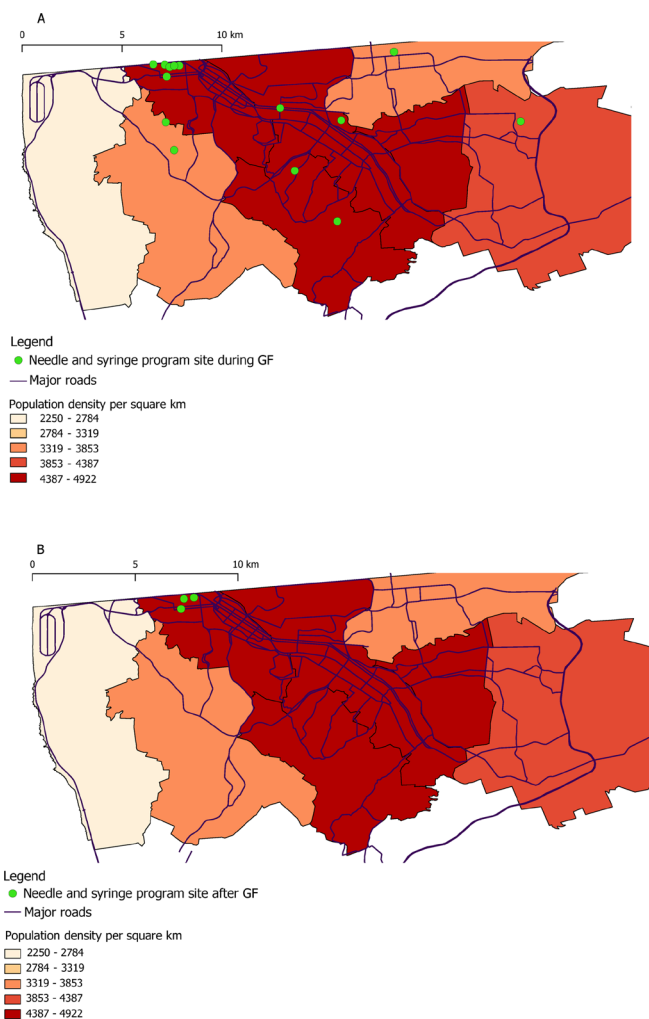 A
0 5 10 km
Legend
Needle and syringe program site during GF
Major roads
Population density per square km
2250 - 2784
2784 - 3319
3319 - 3853
3853 - 4387
4387 - 4922
B
0 5 10 km
Legend
Needle and syringe program site after GF
Major roads
Population density per square km
2250 - 2784
2784 - 3319
3319 - 3853
3853 - 4387
4387 - 4922